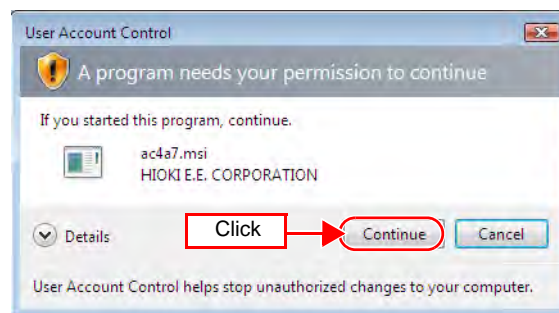 User Account Control
A program needs your permission to continue
If you started this program, continue.
ac4a7.msi
HIOKI E.E. CORPORATION
Details
Click
Continue
Cancel
User Account Control helps stop unauthorized changes to your computer.